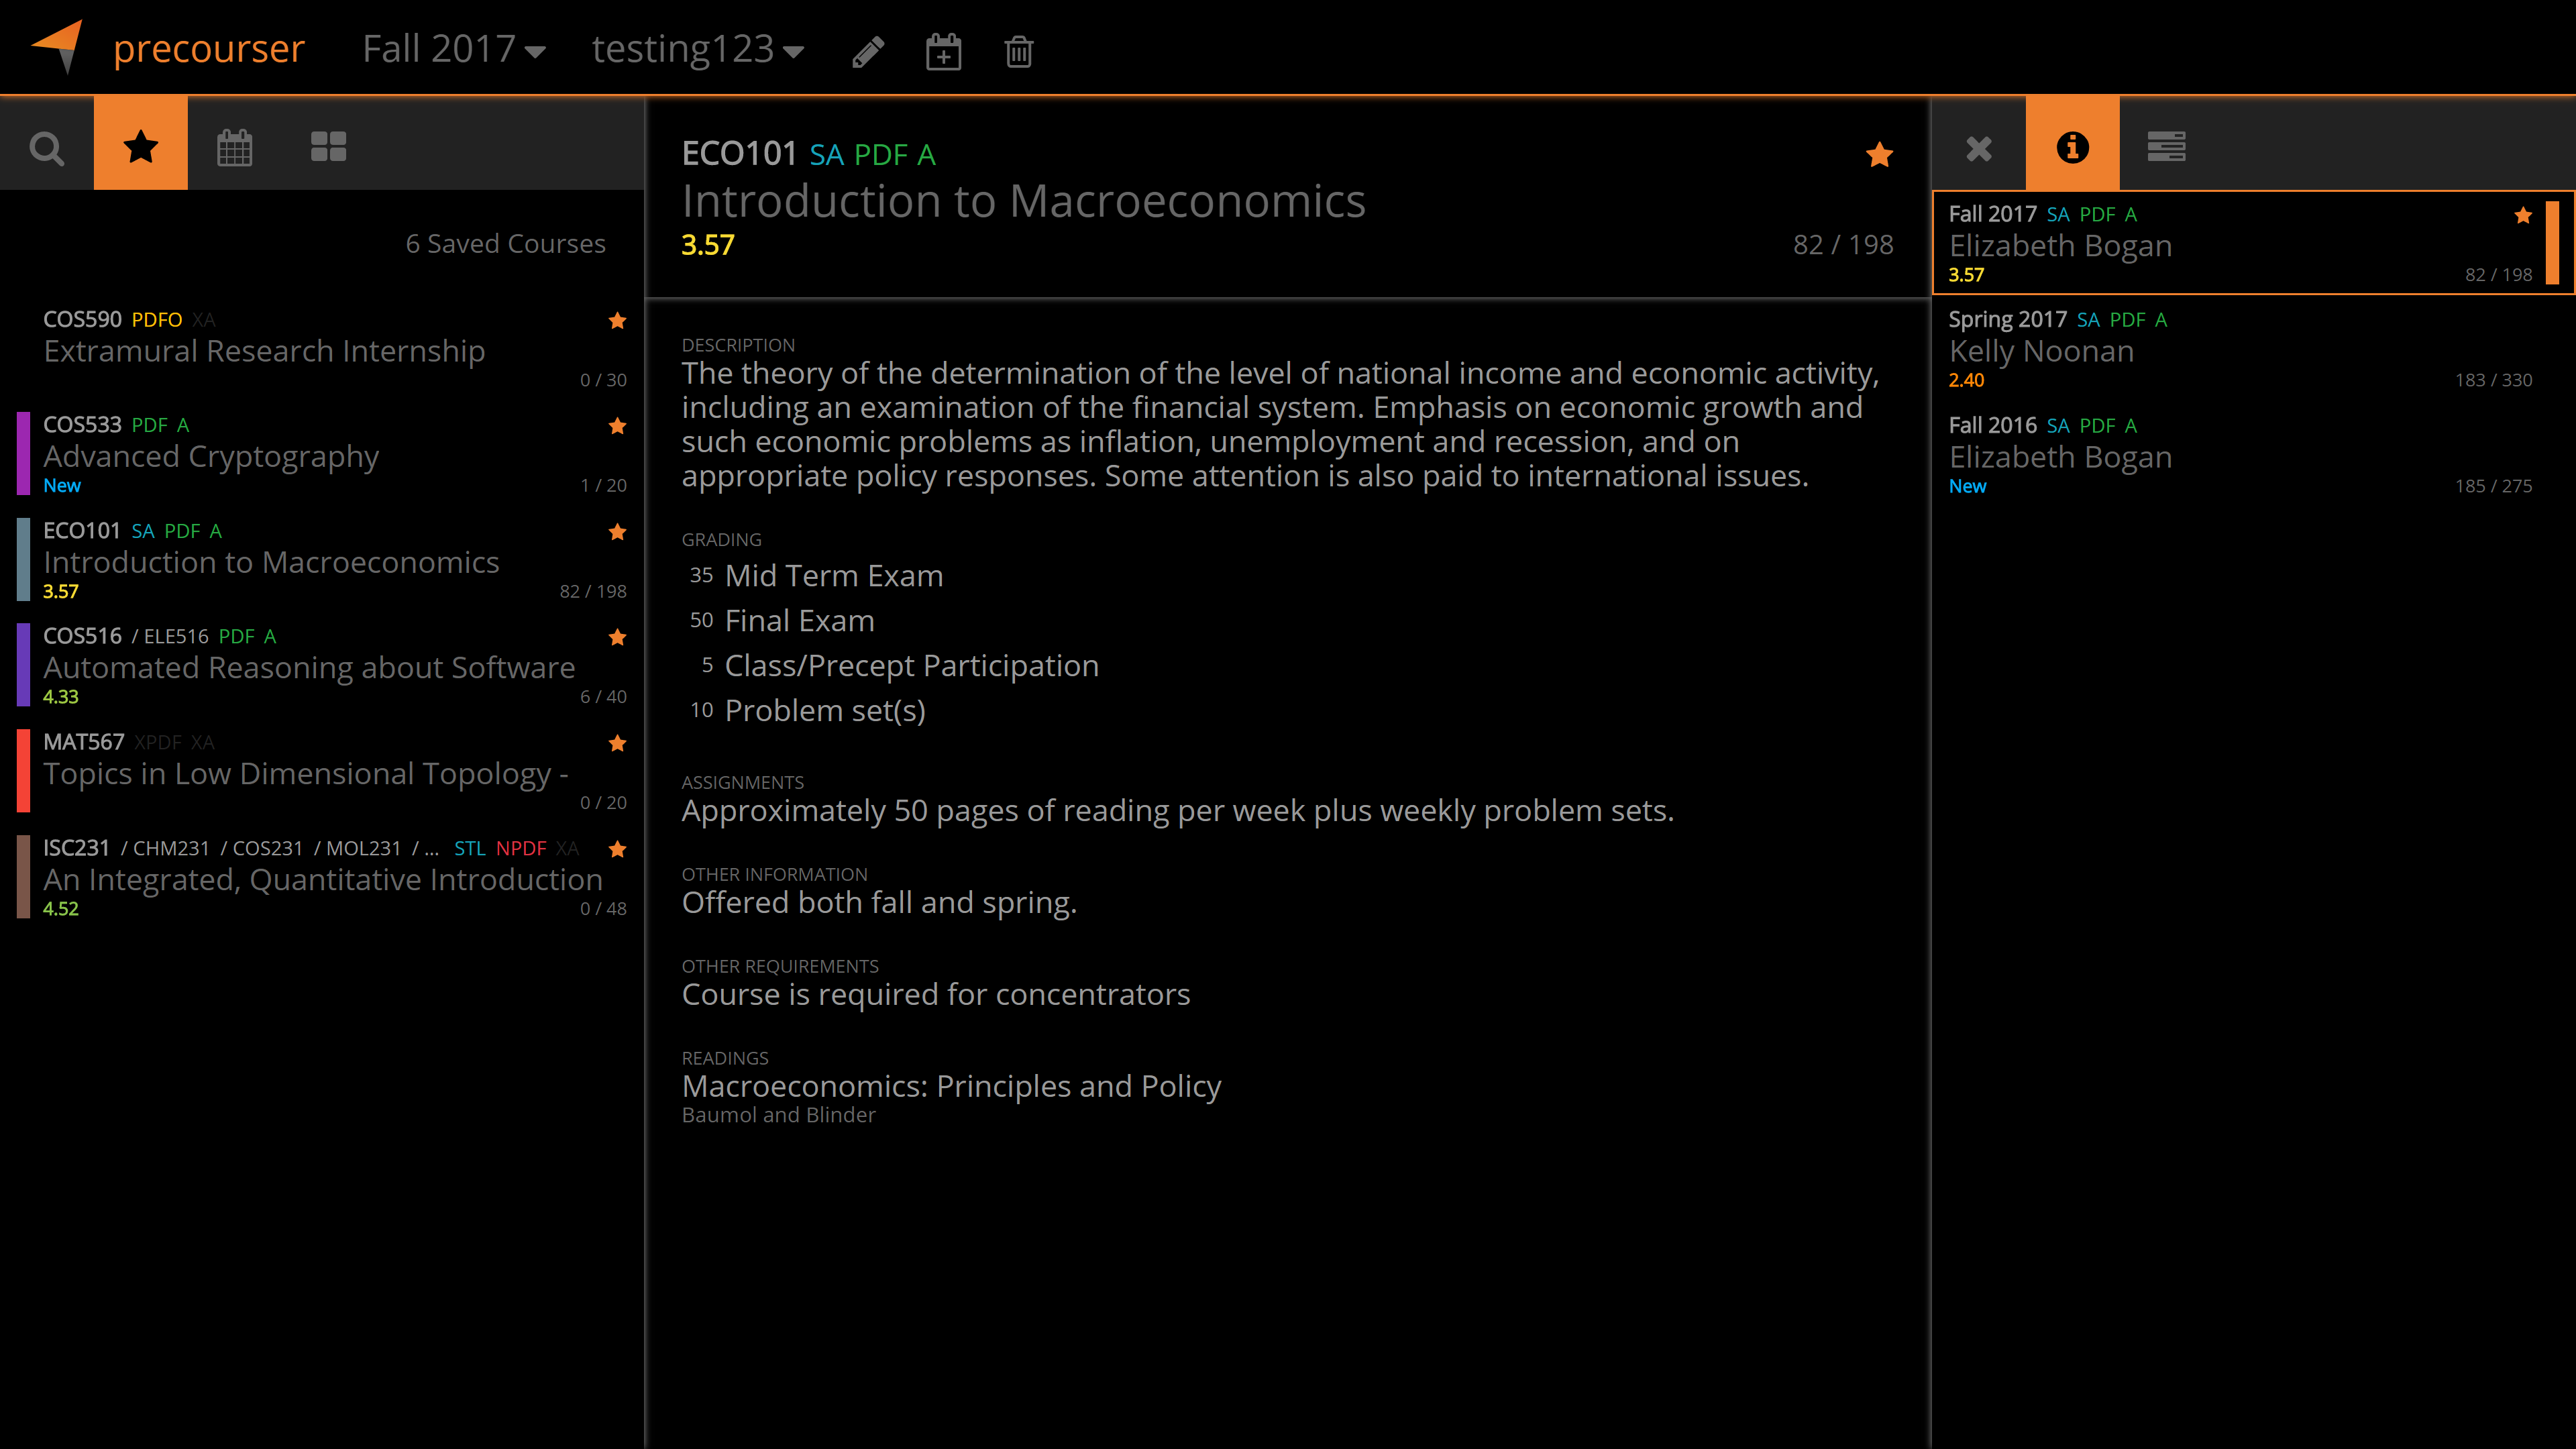 precourser Fall 2017 testing123
6 Saved Courses
COS590 PDFO XA
Extramural Research Internship
0 / 30
COS533 PDF A
Advanced Cryptography
New 1 / 20
ECO101 SA PDF A
Introduction to Macroeconomics
3.57 82 / 198
COS516 / ELE516 PDF A
Automated Reasoning about Software
4.33 6 / 40
MAT567 XPDF XA
Topics in Low Dimensional Topology -
0 / 20
ISC231 / CHM231 / COS231 / MOL231 / ... STL NPDF XA
An Integrated, Quantitative Introduction
4.52 0 / 48
ECO101 SA PDF A
Introduction to Macroeconomics
3.57 82 / 198
DESCRIPTION
The theory of the determination of the level of national income and economic activity,
including an examination of the financial system. Emphasis on economic growth and
such economic problems as inflation, unemployment and recession, and on
appropriate policy responses. Some attention is also paid to international issues.
GRADING
35 Mid Term Exam
50 Final Exam
5 Class/Precept Participation
10 Problem set(s)
ASSIGNMENTS
Approximately 50 pages of reading per week plus weekly problem sets.
OTHER INFORMATION
Offered both fall and spring.
OTHER REQUIREMENTS
Course is required for concentrators
READINGS
Macroeconomics: Principles and Policy
Baumol and Blinder
Fall 2017 SA PDF A
Elizabeth Bogan
3.57 82 / 198
Spring 2017 SA PDF A
Kelly Noonan
2.40 183 / 330
Fall 2016 SA PDF A
Elizabeth Bogan
New 185 / 275